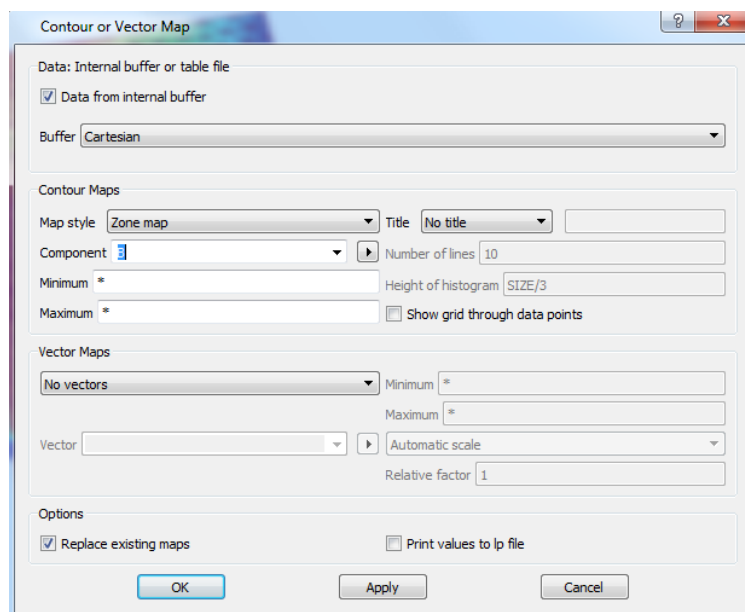 Contour or Vector Map
Data: Internal buffer or table file
Data from internal buffer
Buffer Cartesian
Contour Maps
Map style Zone map Title No title
Component Number of lines 10
Minimum * Height of histogram SIZE/3
Maximum * Show grid through data points
Vector Maps
No vectors Minimum *
Maximum *
Vector Automatic scale
Relative factor 1
Options
Replace existing maps Print values to lp file
OK Apply Cancel